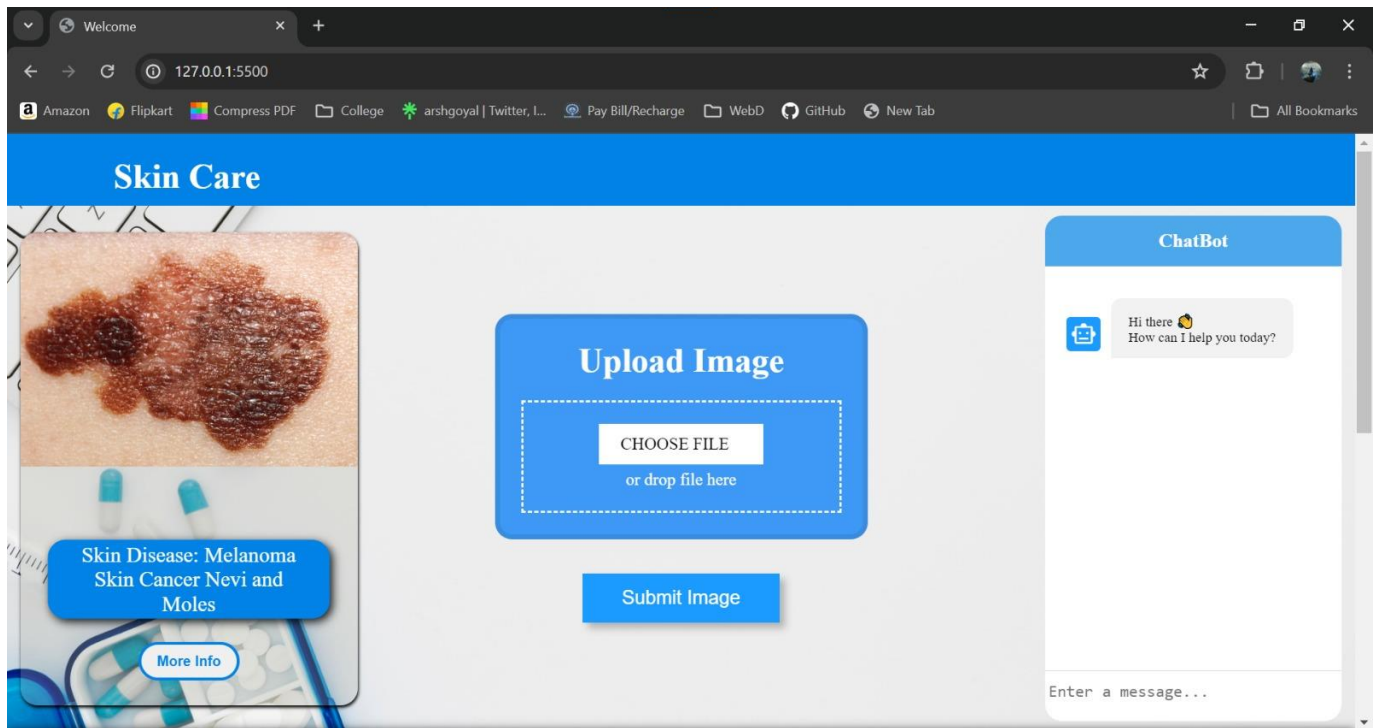 Welcome
127.0.0.1:5500
Amazon Flipkart Compress PDF College arshgoyal | Twitter, I... Pay Bill/Recharge WebD GitHub New Tab All Bookmarks
Skin Care
Skin Disease: Melanoma
Skin Cancer Nevi and
Moles
More Info
Upload Image
CHOOSE FILE
or drop file here
Submit Image
ChatBot
Hi there 👋
How can I help you today?
Enter a message...